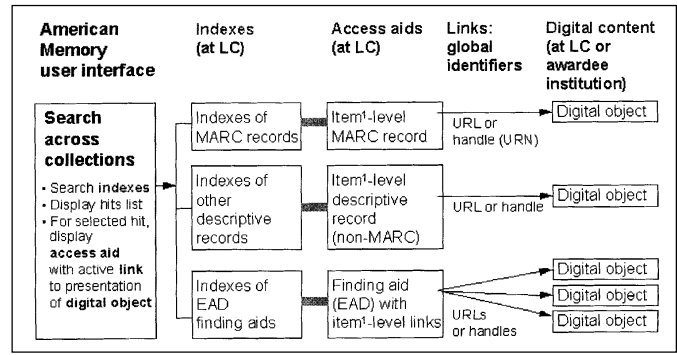 American
Memory
user interface
Indexes
(at LC)
Access aids
(at LC)
Links:
global
identifiers
Digital content
(at LC or
awardee
institution)
Search
across
collections
• Search indexes
• Display hits list
• For selected hit,
display
access aid
with active link
to presentation
of digital object
Indexes of
MARC records
Item¹-level
MARC record
URL or
handle (URN)
Digital object
Indexes of
other
descriptive
records
Item¹-level
descriptive
record
(non-MARC)
URL or handle
Digital object
Indexes of
EAD
finding aids
Finding aid
(EAD) with
item¹-level links
URLs
or handles
Digital object
Digital object
Digital object